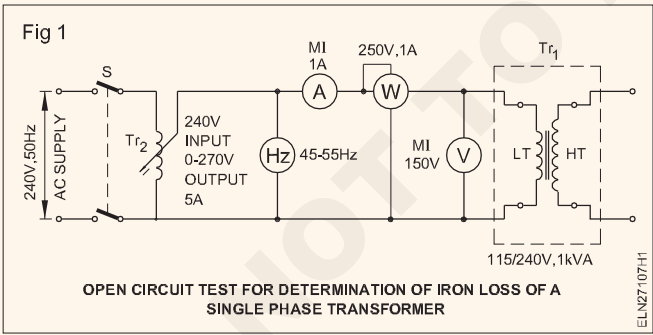 Fig 1
S
240V,50Hz
AC SUPPLY
Tr2
240V
INPUT
0-270V
OUTPUT
5A
MI
1A
A
250V,1A
W
Hz
45-55Hz
MI
150V
V
Tr1
LT
HT
115/240V,1kVA
OPEN CIRCUIT TEST FOR DETERMINATION OF IRON LOSS OF A
SINGLE PHASE TRANSFORMER
ELN27107H1
NOT TO